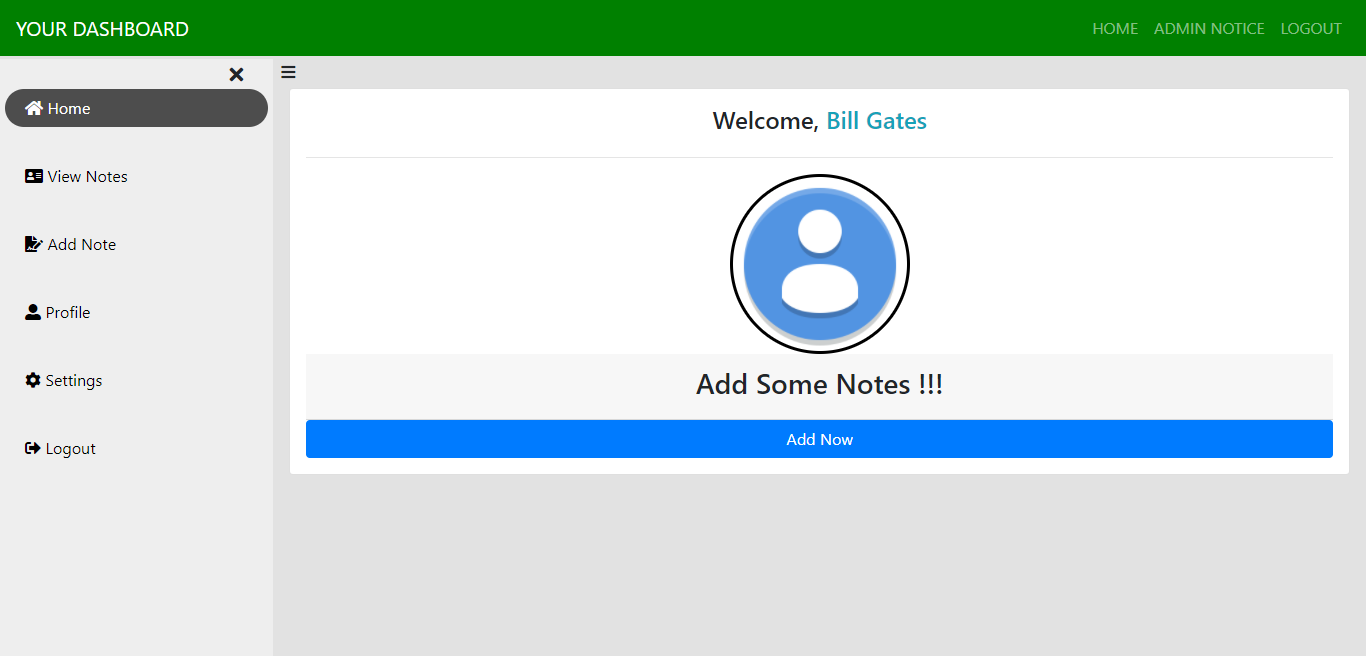 YOUR DASHBOARD
HOME ADMIN NOTICE LOGOUT
Home
View Notes
Add Note
Profile
Settings
Logout
Welcome, Bill Gates
Add Some Notes !!!
Add Now